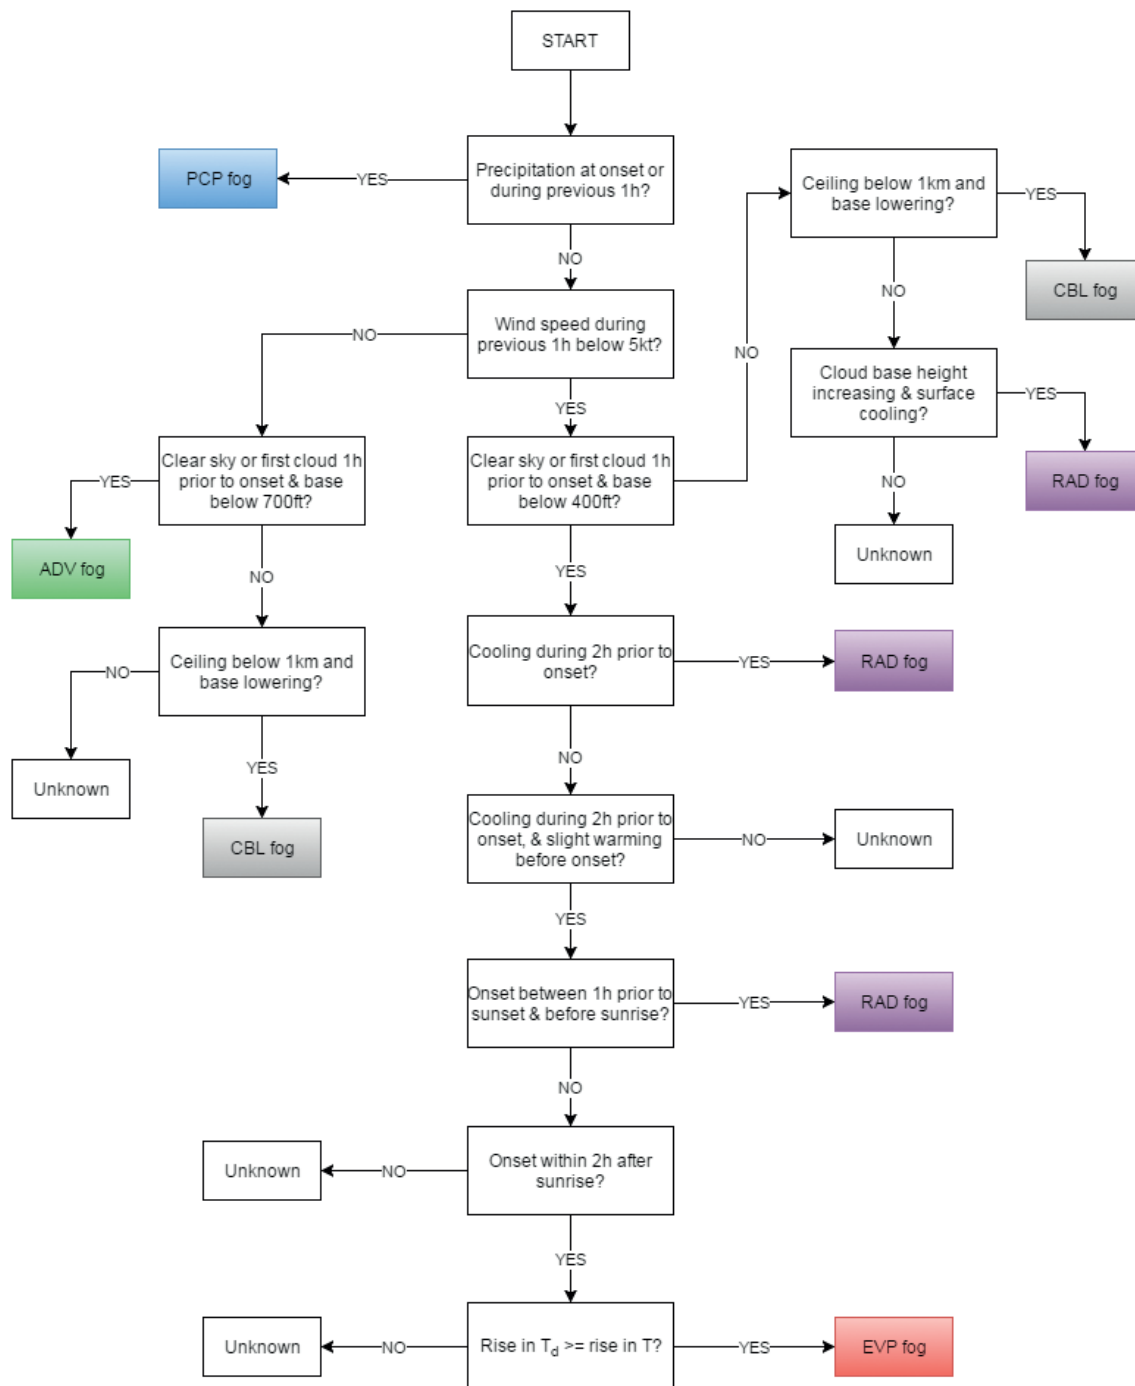 START
Precipitation at onset or
during previous 1h?
YES
PCP fog
NO
Wind speed during
previous 1h below 5kt?
NO
YES
Clear sky or first cloud 1h
prior to onset & base
below 700ft?
YES
ADV fog
NO
Ceiling below 1km and
base lowering?
NO
Unknown
YES
CBL fog
Clear sky or first cloud 1h
prior to onset & base
below 400ft?
NO
Ceiling below 1km and
base lowering?
YES
CBL fog
NO
Cloud base height
increasing & surface
cooling?
YES
RAD fog
NO
Unknown
YES
Cooling during 2h prior to
onset?
YES
RAD fog
NO
Cooling during 2h prior to
onset, & slight warming
before onset?
NO
Unknown
YES
Onset between 1h prior to
sunset & before sunrise?
YES
RAD fog
NO
Onset within 2h after
sunrise?
NO
Unknown
YES
Rise in Td >= rise in T?
NO
Unknown
YES
EVP fog